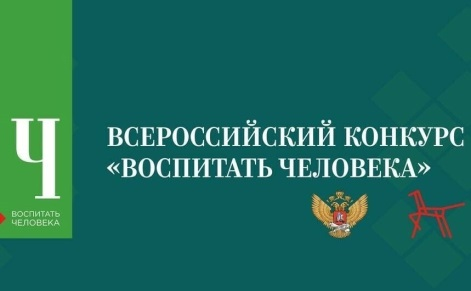 Ч
ВОСПИТАТЬ
ЧЕЛОВЕКА
ВСЕРОССИЙСКИЙ КОНКУРС
«ВОСПИТАТЬ ЧЕЛОВЕКА»